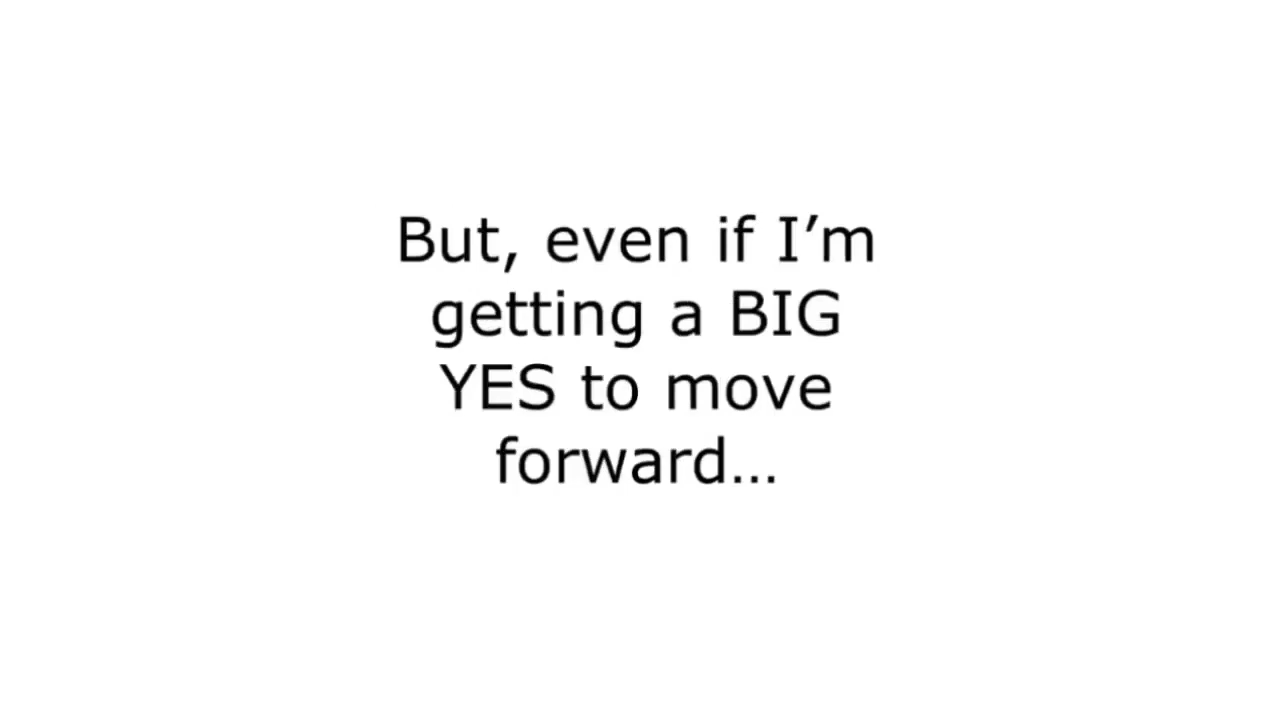 But, even if I’m
getting a BIG
YES to move
forward…